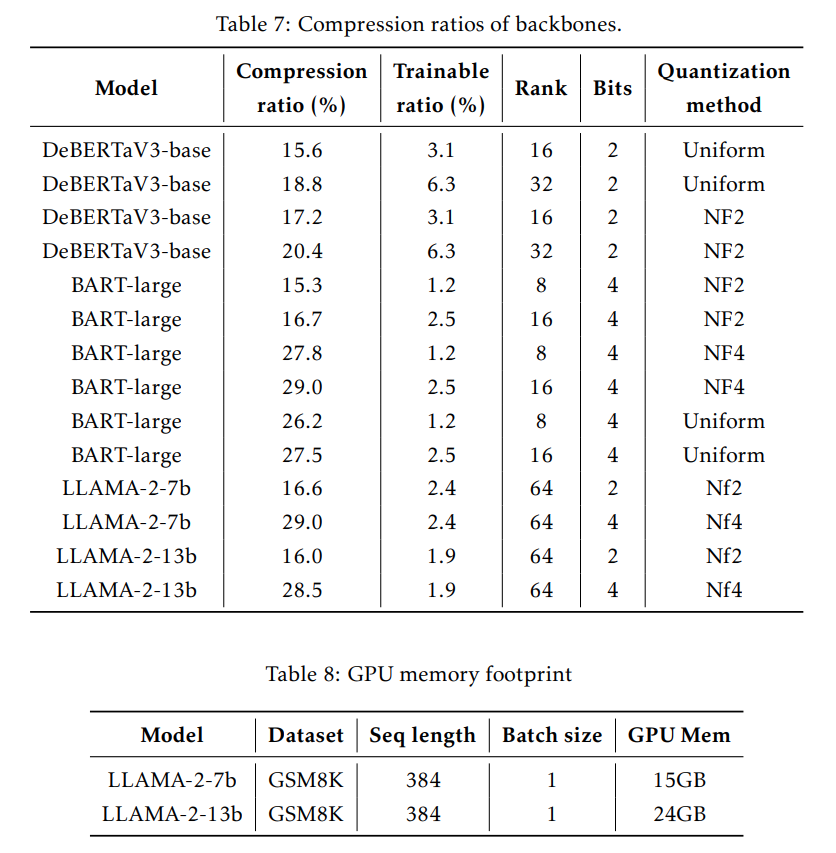 Table 7: Compression ratios of backbones.
Model Compression ratio (%) Trainable ratio (%) Rank Bits Quantization method
DeBERTaV3-base 15.6 3.1 16 2 Uniform
DeBERTaV3-base 18.8 6.3 32 2 Uniform
DeBERTaV3-base 17.2 3.1 16 2 NF2
DeBERTaV3-base 20.4 6.3 32 2 NF2
BART-large 15.3 1.2 8 4 NF2
BART-large 16.7 2.5 16 4 NF2
BART-large 27.8 1.2 8 4 NF4
BART-large 29.0 2.5 16 4 NF4
BART-large 26.2 1.2 8 4 Uniform
BART-large 27.5 2.5 16 4 Uniform
LLAMA-2-7b 16.6 2.4 64 2 Nf2
LLAMA-2-7b 29.0 2.4 64 4 Nf4
LLAMA-2-13b 16.0 1.9 64 2 Nf2
LLAMA-2-13b 28.5 1.9 64 4 Nf4
Table 8: GPU memory footprint
Model Dataset Seq length Batch size GPU Mem
LLAMA-2-7b GSM8K 384 1 15GB
LLAMA-2-13b GSM8K 384 1 24GB